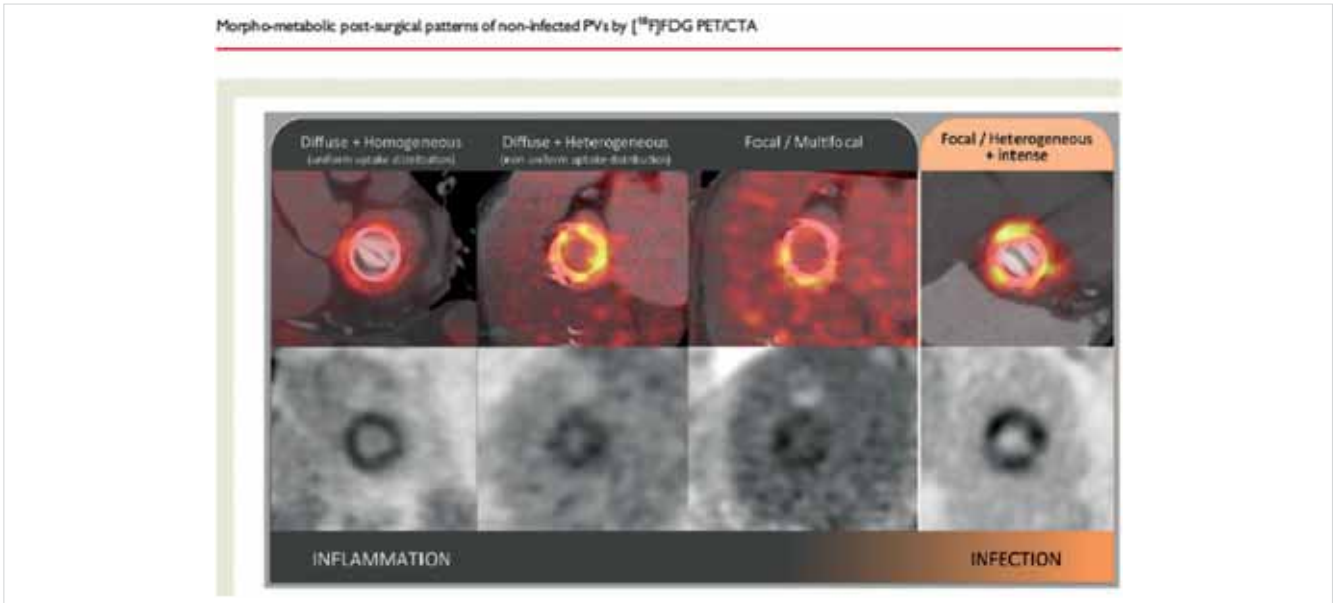 Morpho-metabolic post-surgical patterns of non-infected PVs by [¹⁸F]FDG PET/CTA
Diffuse + Homogeneous
(uniform uptake distribution)
Diffuse + Heterogeneous
(non uniform uptake distribution)
Focal / Multifocal
Focal / Heterogeneous
+ intense
INFLAMMATION
INFECTION